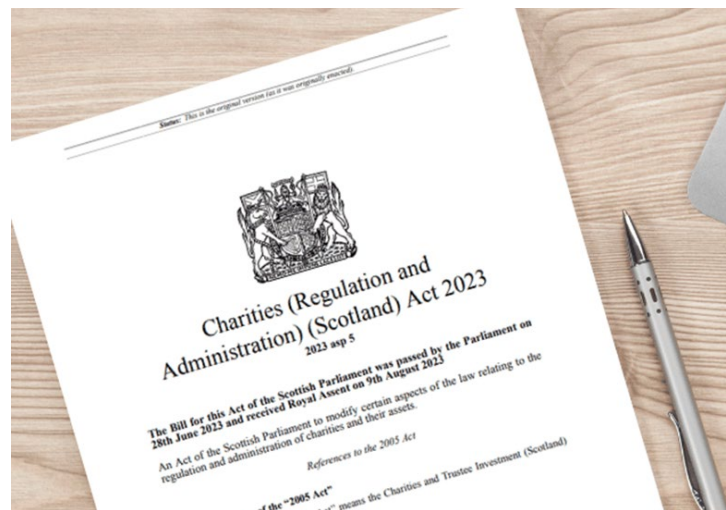 Status: This is the original version (as it was originally enacted).
Charities (Regulation and
Administration) (Scotland) Act 2023
2023 asp 5
The Bill for this Act of the Scottish Parliament was passed by the Parliament on
28th June 2023 and received Royal Assent on 9th August 2023
An Act of the Scottish Parliament to modify certain aspects of the law relating to the
regulation and administration of charities and their assets.
References to the 2005 Act
of the “2005 Act”
” means the Charities and Trustee Investment (Scotland)